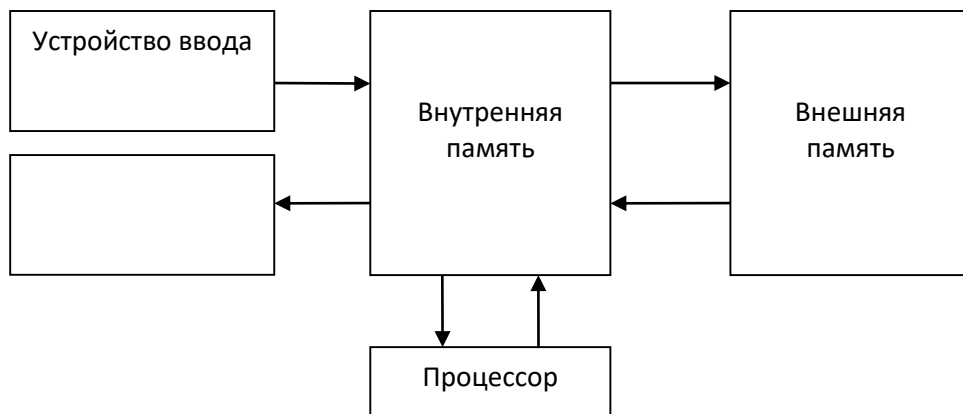 Устройство ввода
Внутренняя
память
Внешняя
память
Процессор